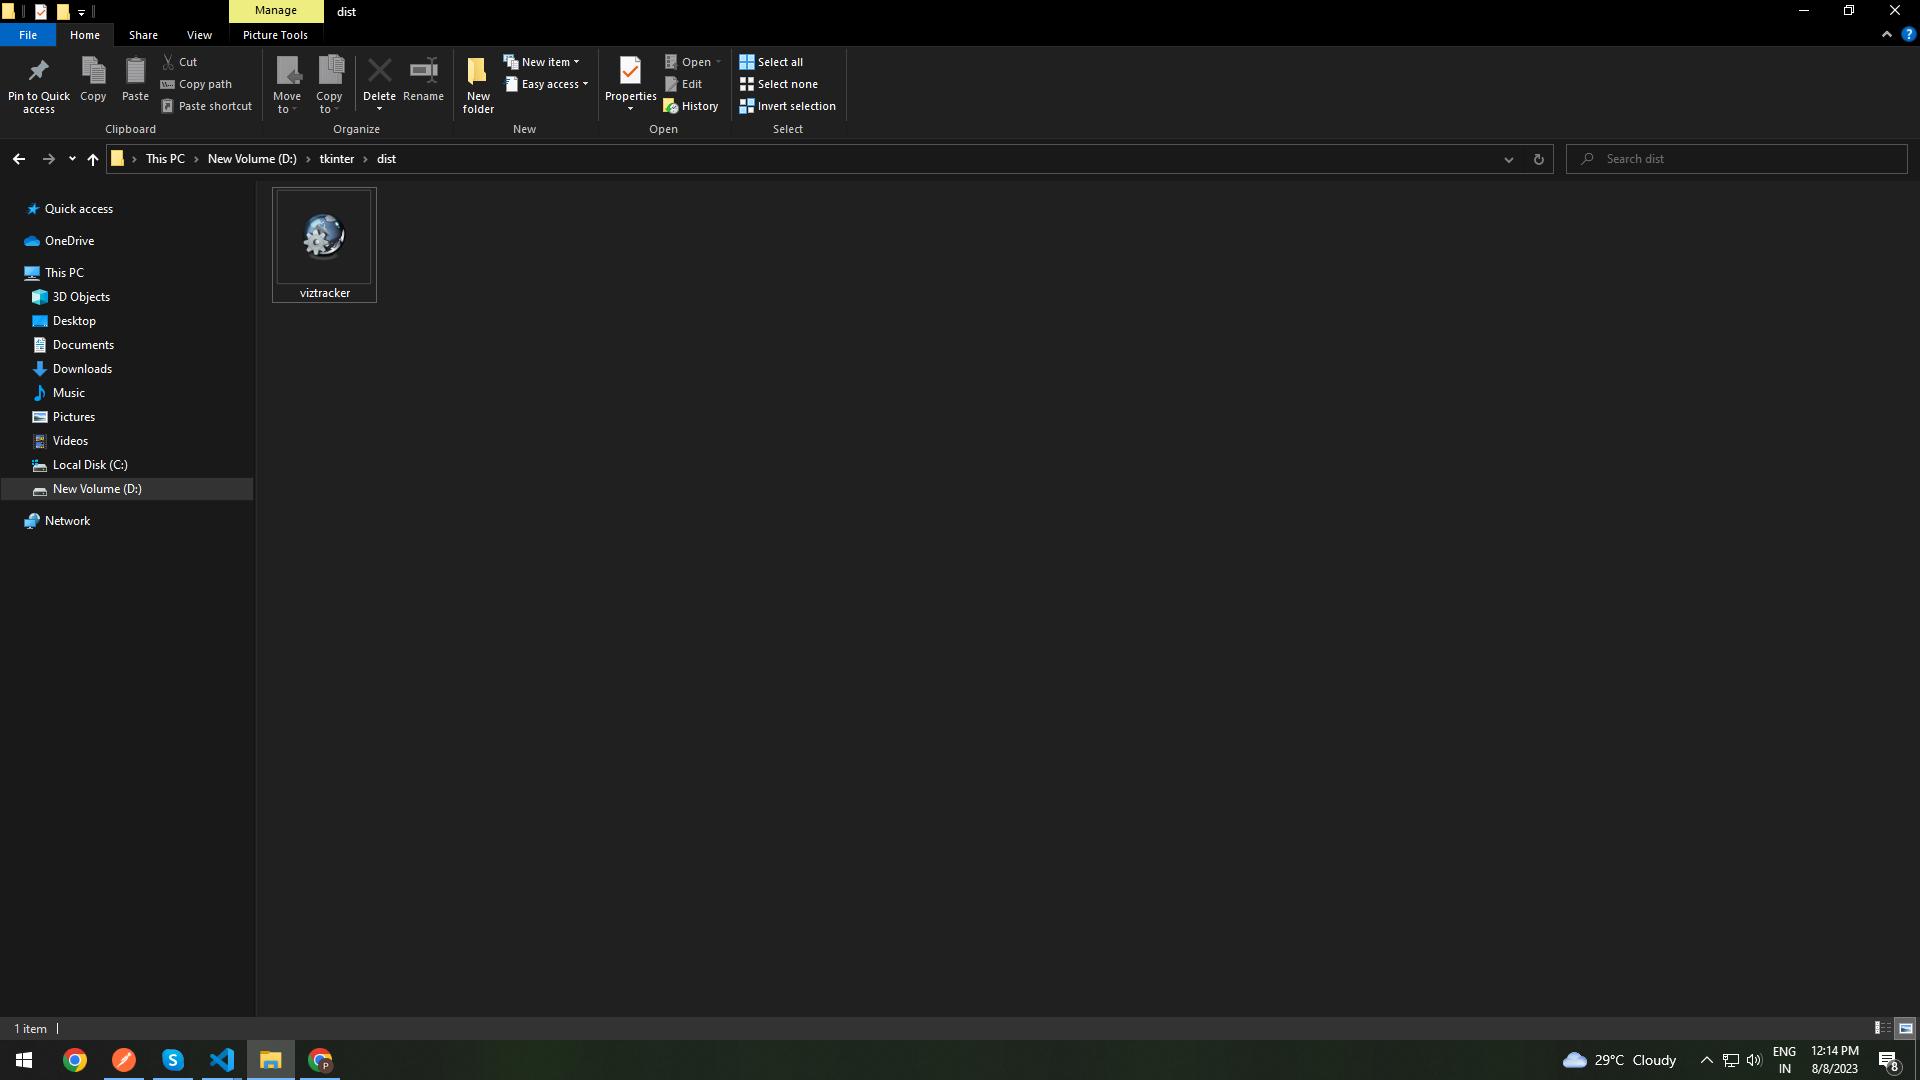 Manage
dist
File
Home
Share
View
Picture Tools
Pin to Quick
access
Copy
Paste
Cut
Copy path
Paste shortcut
Clipboard
Move
to
Copy
to
Delete
Rename
Organize
New
folder
New item
Easy access
New
Properties
Open
Edit
History
Open
Select all
Select none
Invert selection
Select
This PC
New Volume (D:)
tkinter
dist
Search dist
Quick access
OneDrive
This PC
3D Objects
Desktop
Documents
Downloads
Music
Pictures
Videos
Local Disk (C:)
New Volume (D:)
Network
viztracker
1 item
P
29°C Cloudy
ENG
IN
12:14 PM
8/8/2023
8